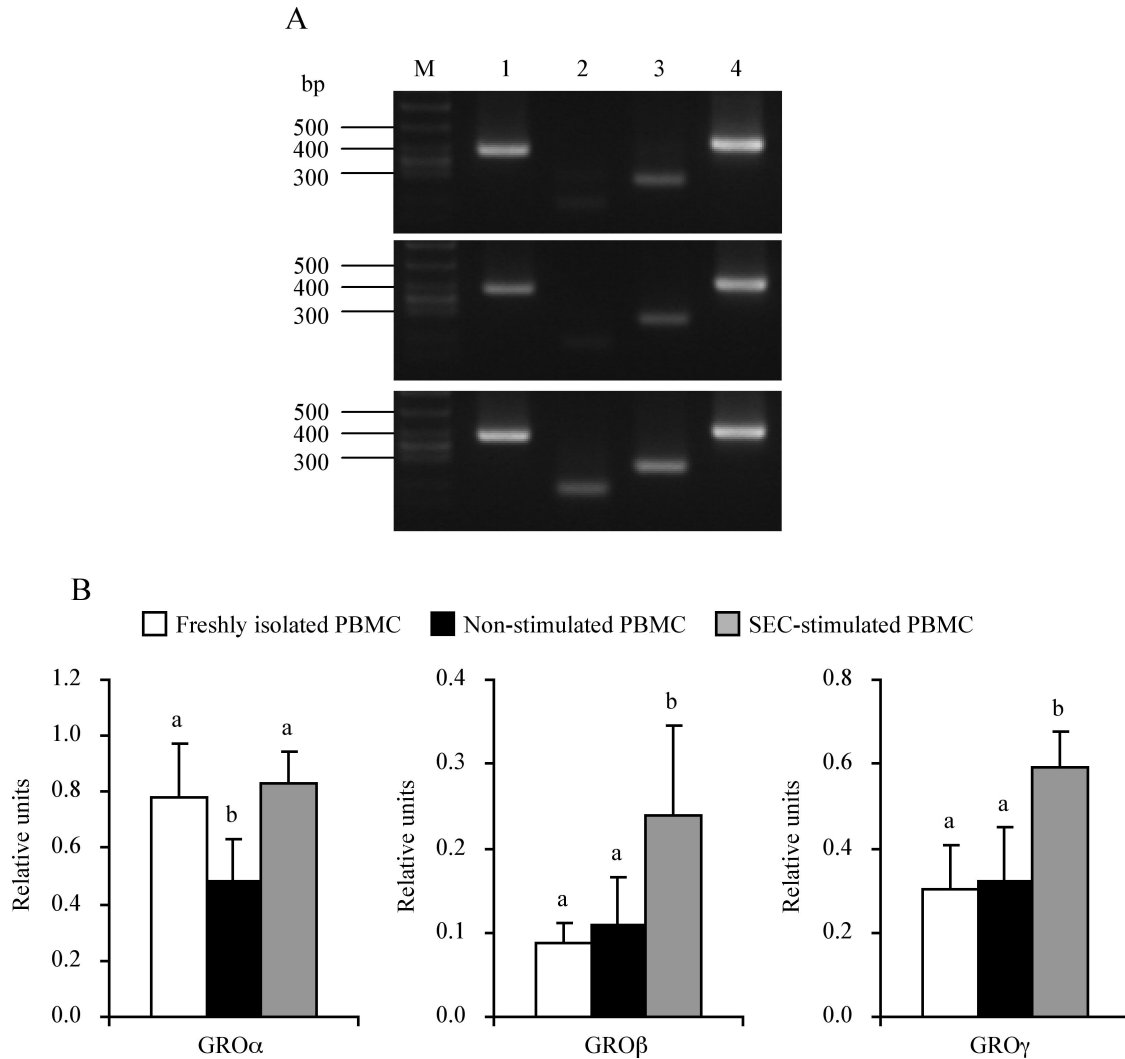 A
bp M 1 2 3 4
500
400
300
500
400
300
500
400
300
B
Freshly isolated PBMC Non-stimulated PBMC SEC-stimulated PBMC
Relative units
1.2
1.0
0.8
0.6
0.4
0.2
0.0
a
b
a
GROα
Relative units
0.4
0.3
0.2
0.1
0.0
a
a
b
GROβ
Relative units
0.8
0.6
0.4
0.2
0.0
a
a
b
GROγ